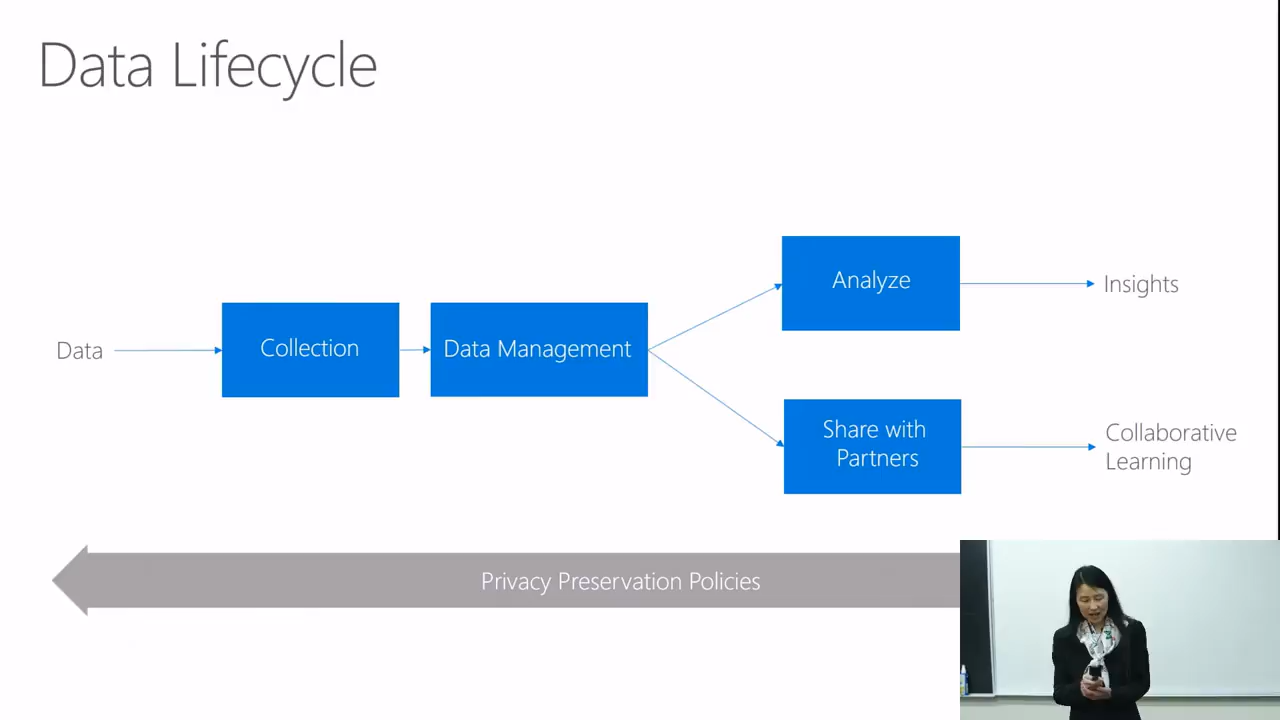 Data Lifecycle
Data
Collection
Data Management
Analyze
Insights
Share with
Partners
Collaborative
Learning
Privacy Preservation Policies